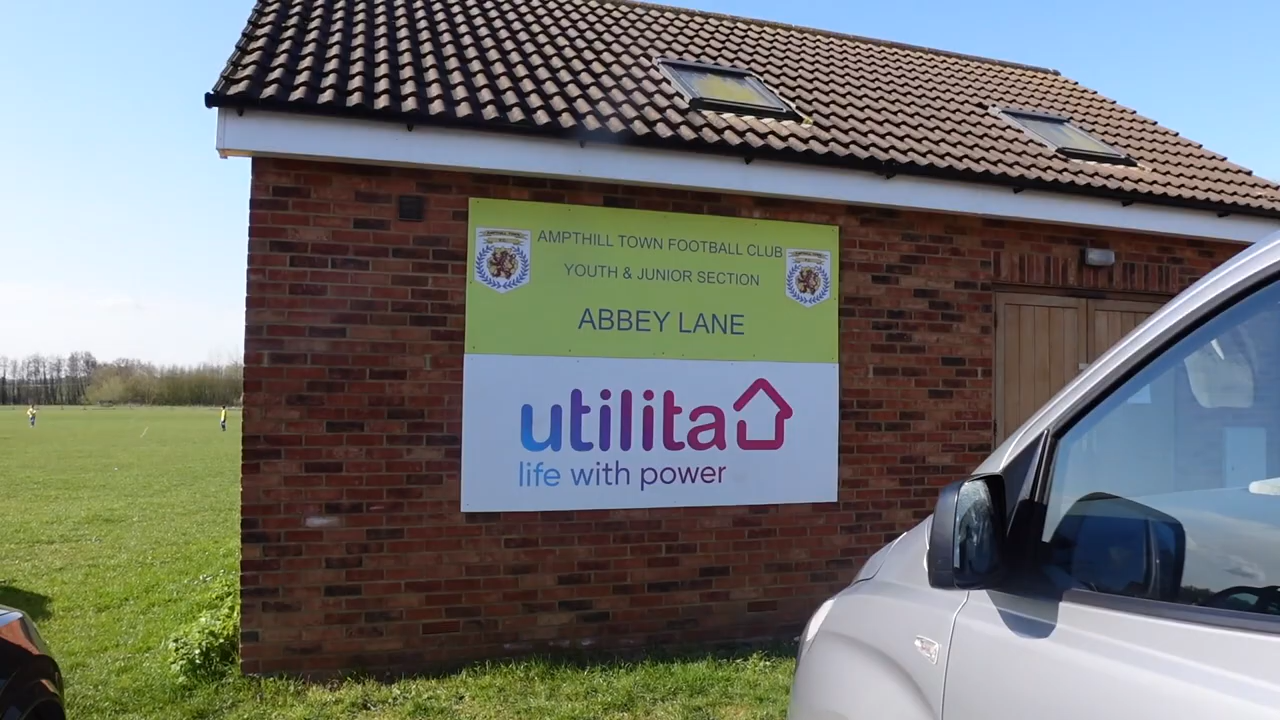 AMPTHILL TOWN FOOTBALL CLUB
YOUTH & JUNIOR SECTION
ABBEY LANE
utilita
life with power